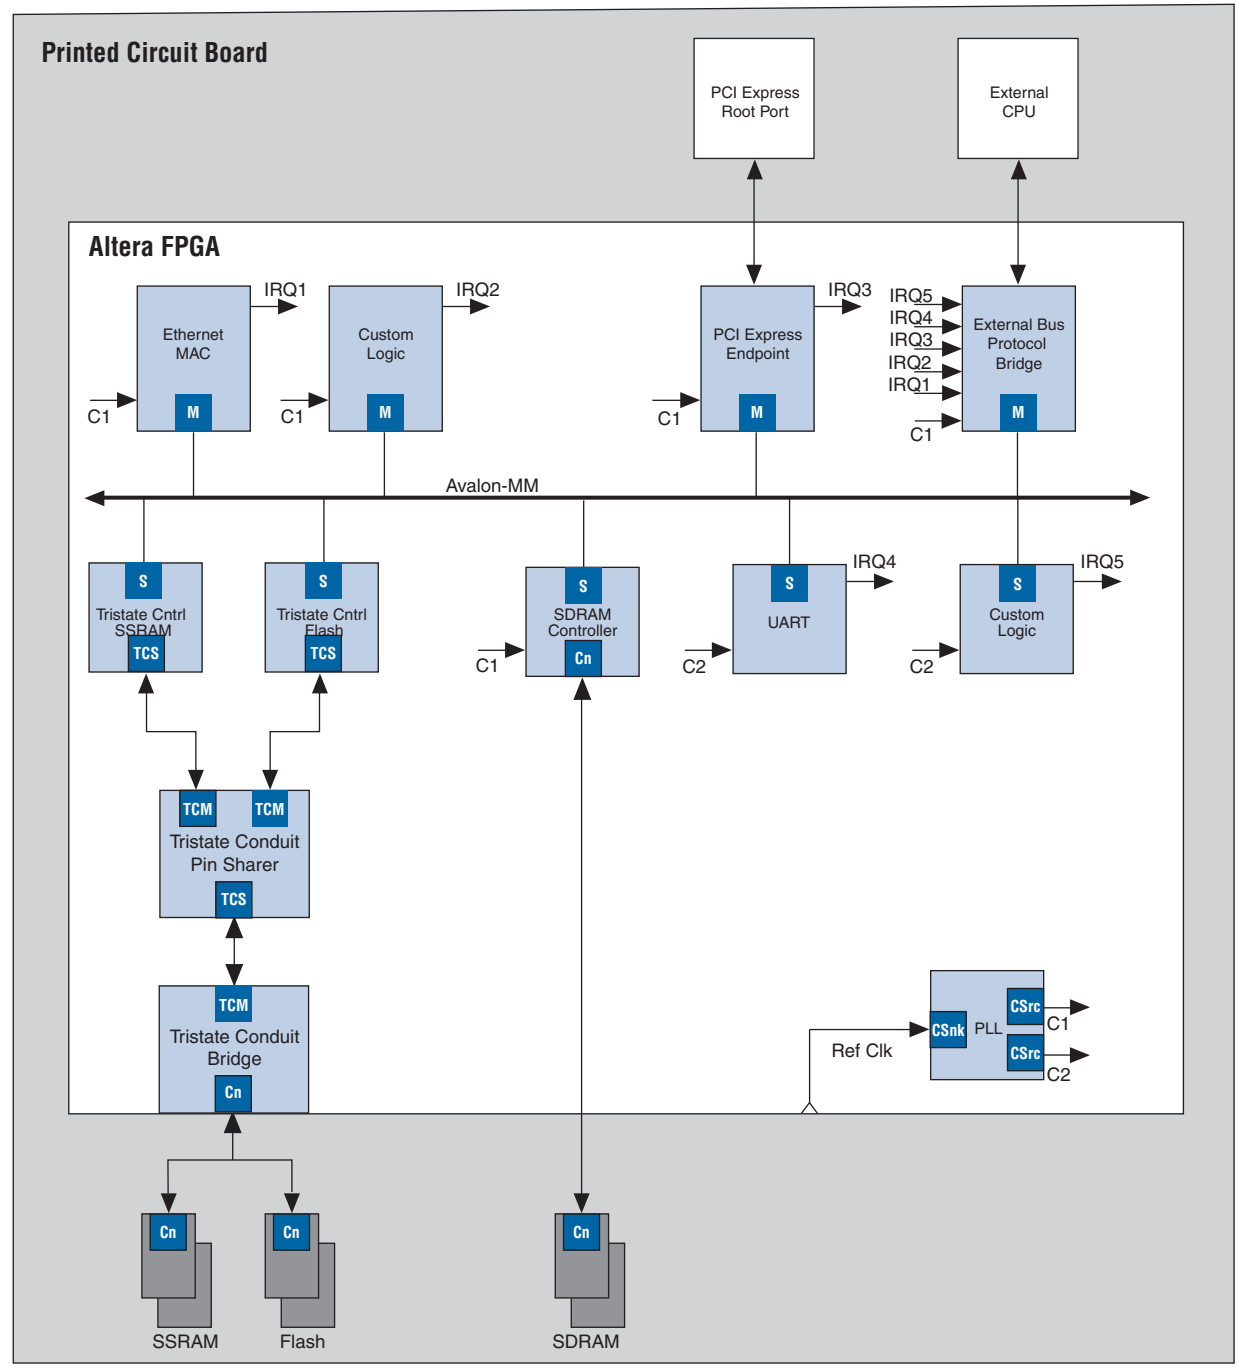 Printed Circuit Board
PCI Express
Root Port
External
CPU
Altera FPGA
Ethernet
MAC
M
IRQ1
C1
Custom
Logic
M
IRQ2
C1
PCI Express
Endpoint
M
IRQ3
C1
IRQ5
IRQ4
IRQ3
IRQ2
IRQ1
C1
External Bus
Protocol
Bridge
M
Avalon-MM
S
Tristate Cntrl
SSRAM
TCS
S
Tristate Cntrl
Flash
TCS
S
SDRAM
Controller
Cn
C1
S
UART
IRQ4
C2
S
Custom
Logic
IRQ5
C2
TCM
TCM
Tristate Conduit
Pin Sharer
TCS
TCM
Tristate Conduit
Bridge
Cn
Ref Clk
CSnk
PLL
CSrc
C1
CSrc
C2
Cn
SSRAM
Cn
Flash
Cn
SDRAM